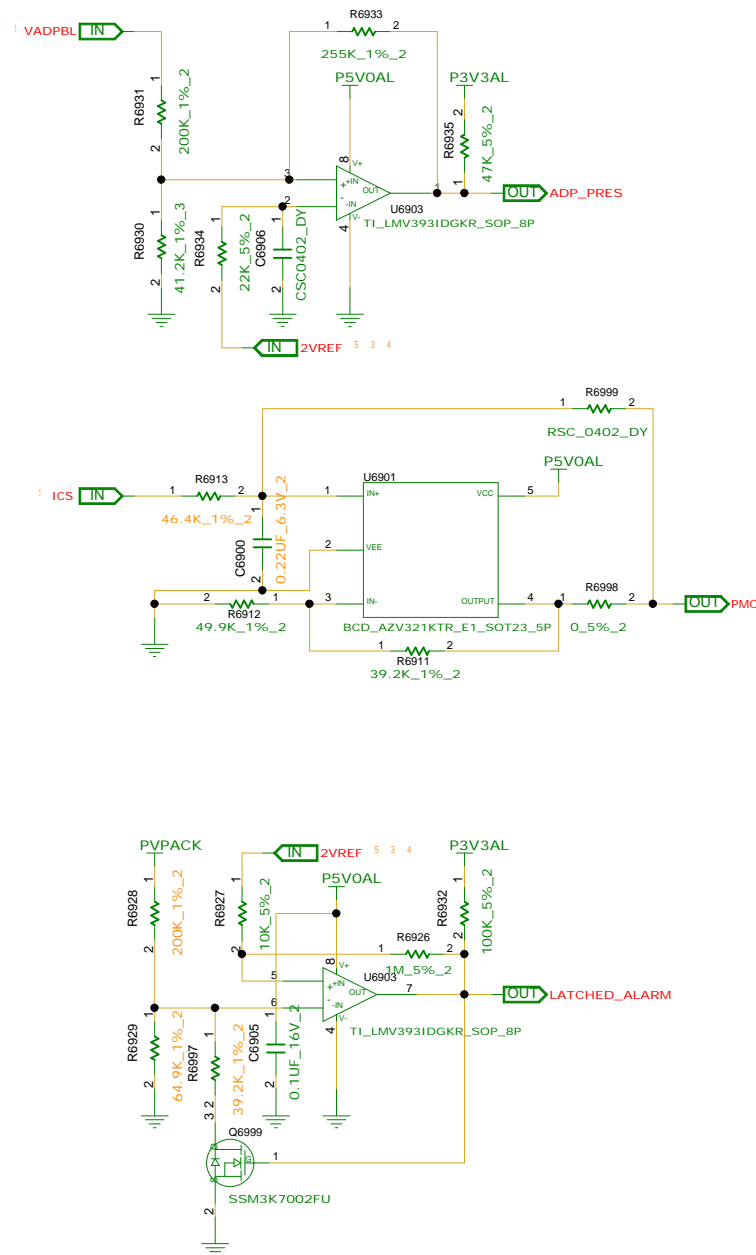 R6933
1 2
255K_1%_2
1 VADPBL IN
P5V0AL P3V3AL
1 R6931 200K_1%_2 2
2 R6935 47K_5%_2 1
3 +IN 8 V+
OUT 1 OUT ADP_PRES
2 -IN U6903
V- 4 TI_LMV393IDGKR_SOP_8P
1 R6930 41.2K_1%_3 2
1 R6934 22K_5%_2 2
1 C6906 CSC0402_DY 2
IN 2VREF 5 3 4
R6999
1 2
RSC_0402_DY
P5V0AL
1 ICS IN 1 R6913 2
46.4K_1%_2
U6901
1 IN+ VCC 5
1 C6900 0.22UF_6.3V_2 2
2 VEE
2 R6912 1
49.9K_1%_2
3 IN- OUTPUT 4
BCD_AZV321KTR_E1_SOT23_5P
1 R6998 2
0_5%_2
OUT PMC
1 R6911 2
39.2K_1%_2
PVPACK
IN 2VREF 5 3 4
P3V3AL
P5V0AL
1 R6928 200K_1%_2 2
1 R6927 10K_5%_2 2
1 R6932 100K_5%_2 2
1 R6926 2
1M_5%_2
8 V+ U6903
5 +IN OUT 7
OUT LATCHED_ALARM
6 -IN
V- 4 TI_LMV393IDGKR_SOP_8P
1 R6929 64.9K_1%_2 2
1 R6997 39.2K_1%_2 2
1 C6905 0.1UF_16V_2 2
3
Q6999
G 1
SSM3K7002FU
2